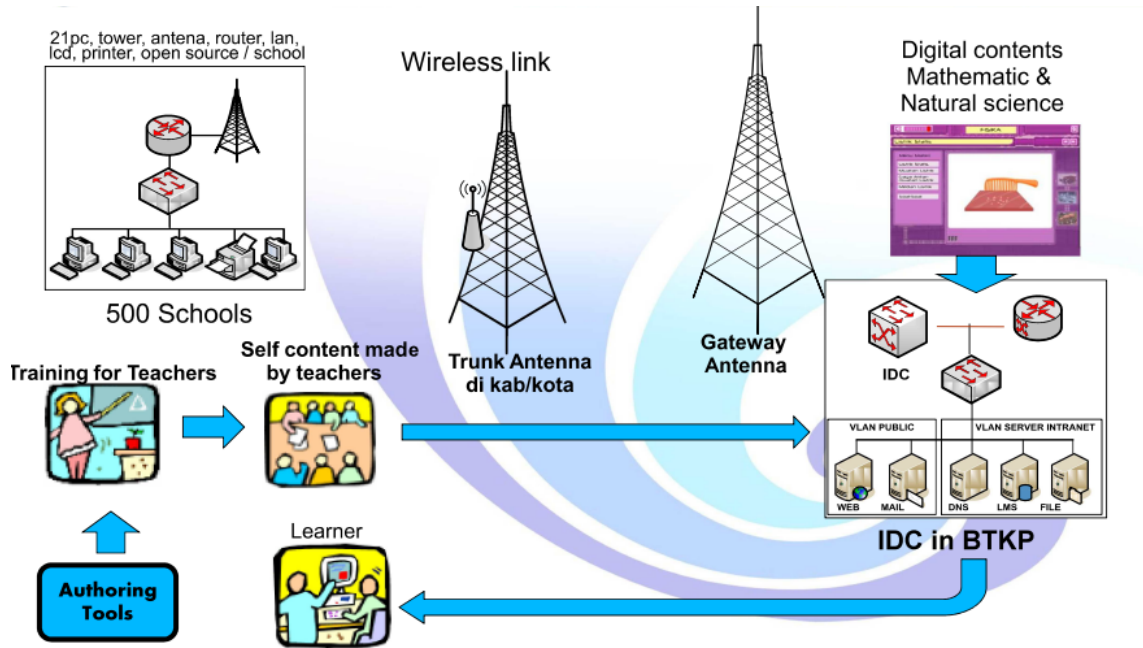 21pc, tower, antena, router, lan,
lcd, printer, open source / school
500 Schools
Wireless link
Trunk Antenna
di kab/kota
Gateway
Antenna
Digital contents
Mathematic &
Natural science
FISIKA
Listrik Statis
IDC
VLAN PUBLIC
VLAN SERVER INTRANET
WEB
MAIL
DNS
LMS
FILE
IDC in BTKP
Training for Teachers
Self content made
by teachers
Authoring
Tools
Learner